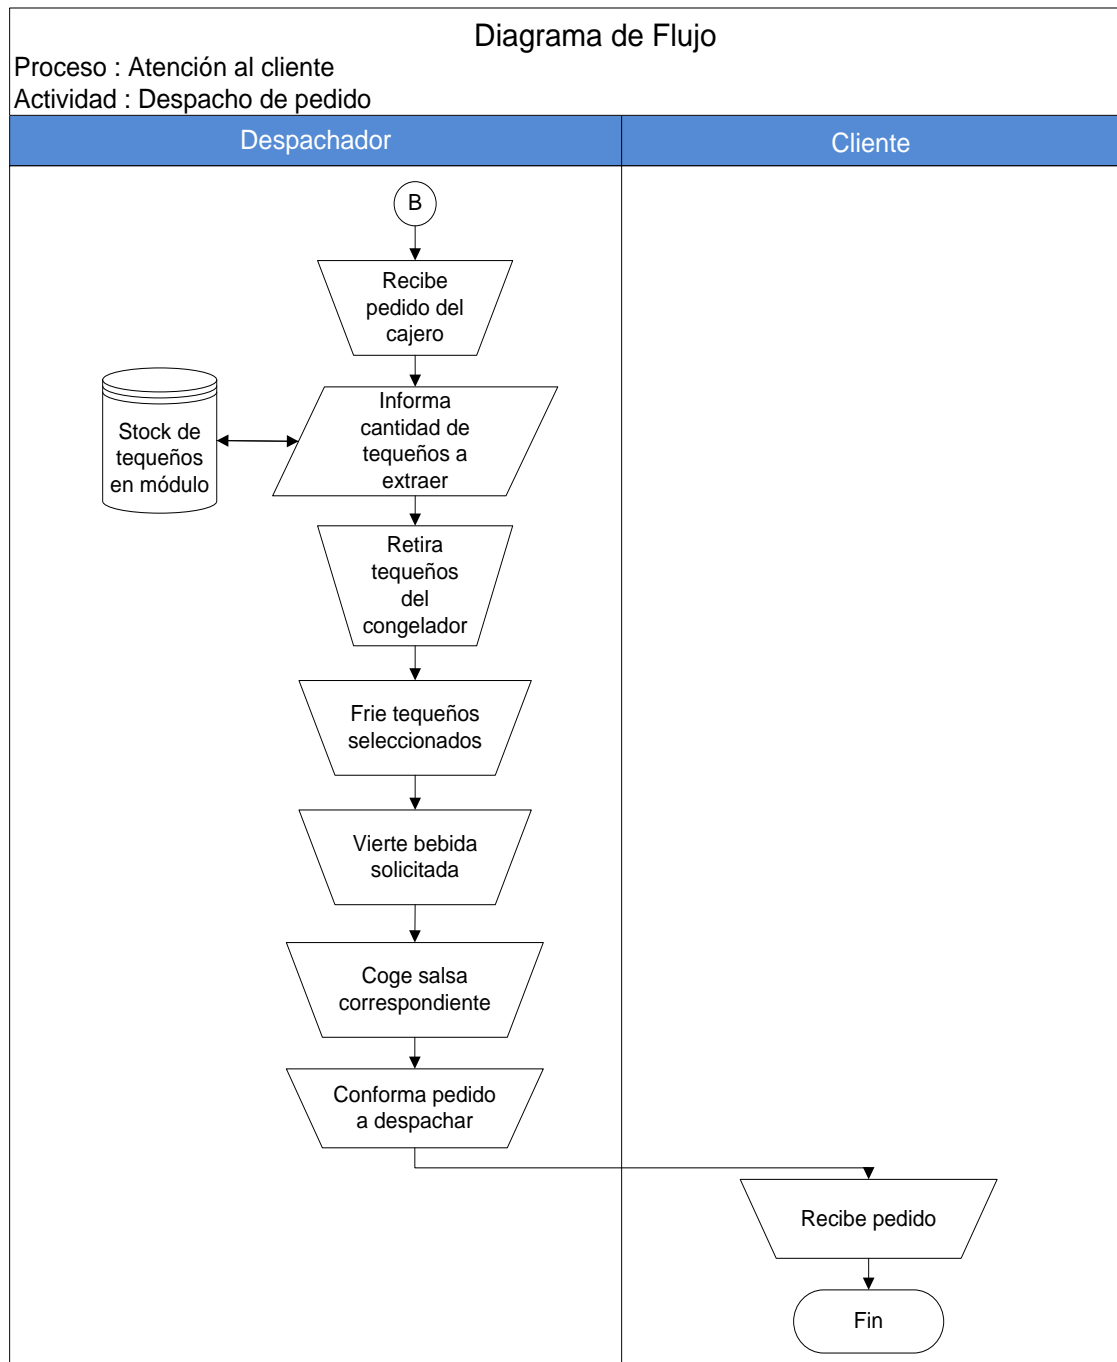 Diagrama de Flujo
Proceso : Atención al cliente
Actividad : Despacho de pedido
Despachador
Cliente
B
Recibe
pedido del
cajero
Stock de
tequeños
en módulo
Informa
cantidad de
tequeños a
extraer
Retira
tequeños
del
congelador
Frie tequeños
seleccionados
Vierte bebida
solicitada
Coge salsa
correspondiente
Conforma pedido
a despachar
Recibe pedido
Fin